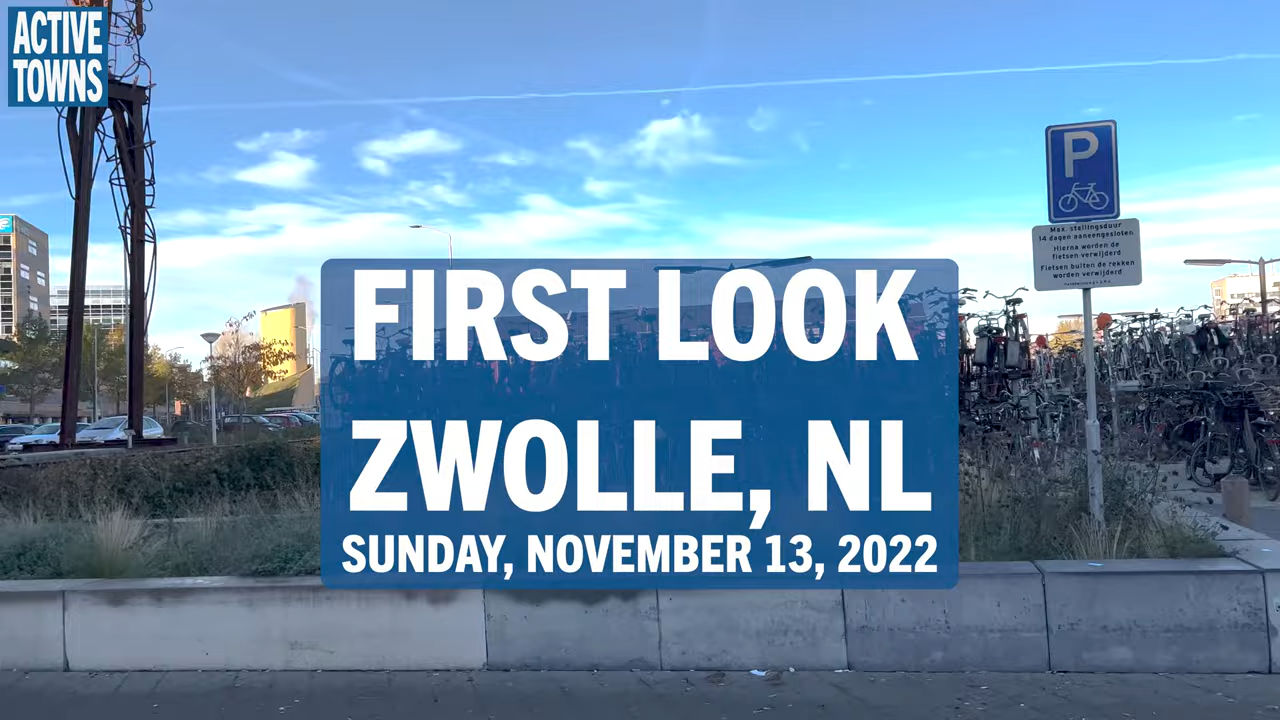 ACTIVE
TOWNS
P
Max. stallingsduur
14 dagen aaneengesloten
Hierna worden de
fietsen verwijderd
Fietsen buiten de rekken
worden verwijderd
FIRST LOOK
ZWOLLE, NL
SUNDAY, NOVEMBER 13, 2022